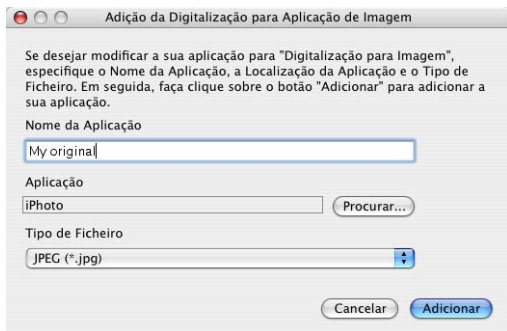 Adição da Digitalização para Aplicação de Imagem
Se desejar modificar a sua aplicação para "Digitalização para Imagem",
especifique o Nome da Aplicação, a Localização da Aplicação e o Tipo de
Ficheiro. Em seguida, faça clique sobre o botão "Adicionar" para adicionar a
sua aplicação.
Nome da Aplicação
My original
Aplicação
iPhoto
Procurar...
Tipo de Ficheiro
JPEG (*.jpg)
Cancelar
Adicionar